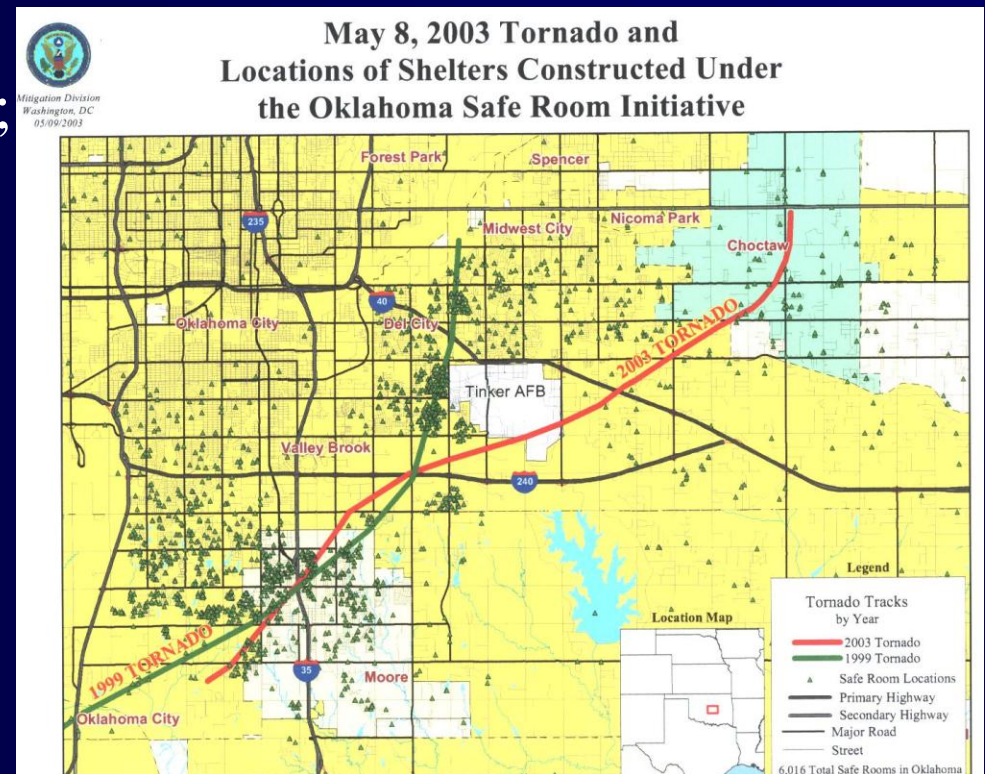 ;
May 8, 2003 Tornado and
Locations of Shelters Constructed Under
the Oklahoma Safe Room Initiative
Mitigation Division
Washington, DC
05/09/2003
Forest Park
Spencer
235
Nicoma Park
Midwest City
Choctaw
40
Oklahoma City
Del City
2003 TORNADO
Tinker AFB
Valley Brook
240
1999 TORNADO
35
Moore
Oklahoma City
Location Map
Legend
Tornado Tracks
by Year
2003 Tornado
1999 Tornado
Safe Room Locations
Primary Highway
Secondary Highway
Major Road
Street
6,016 Total Safe Rooms in Oklahoma